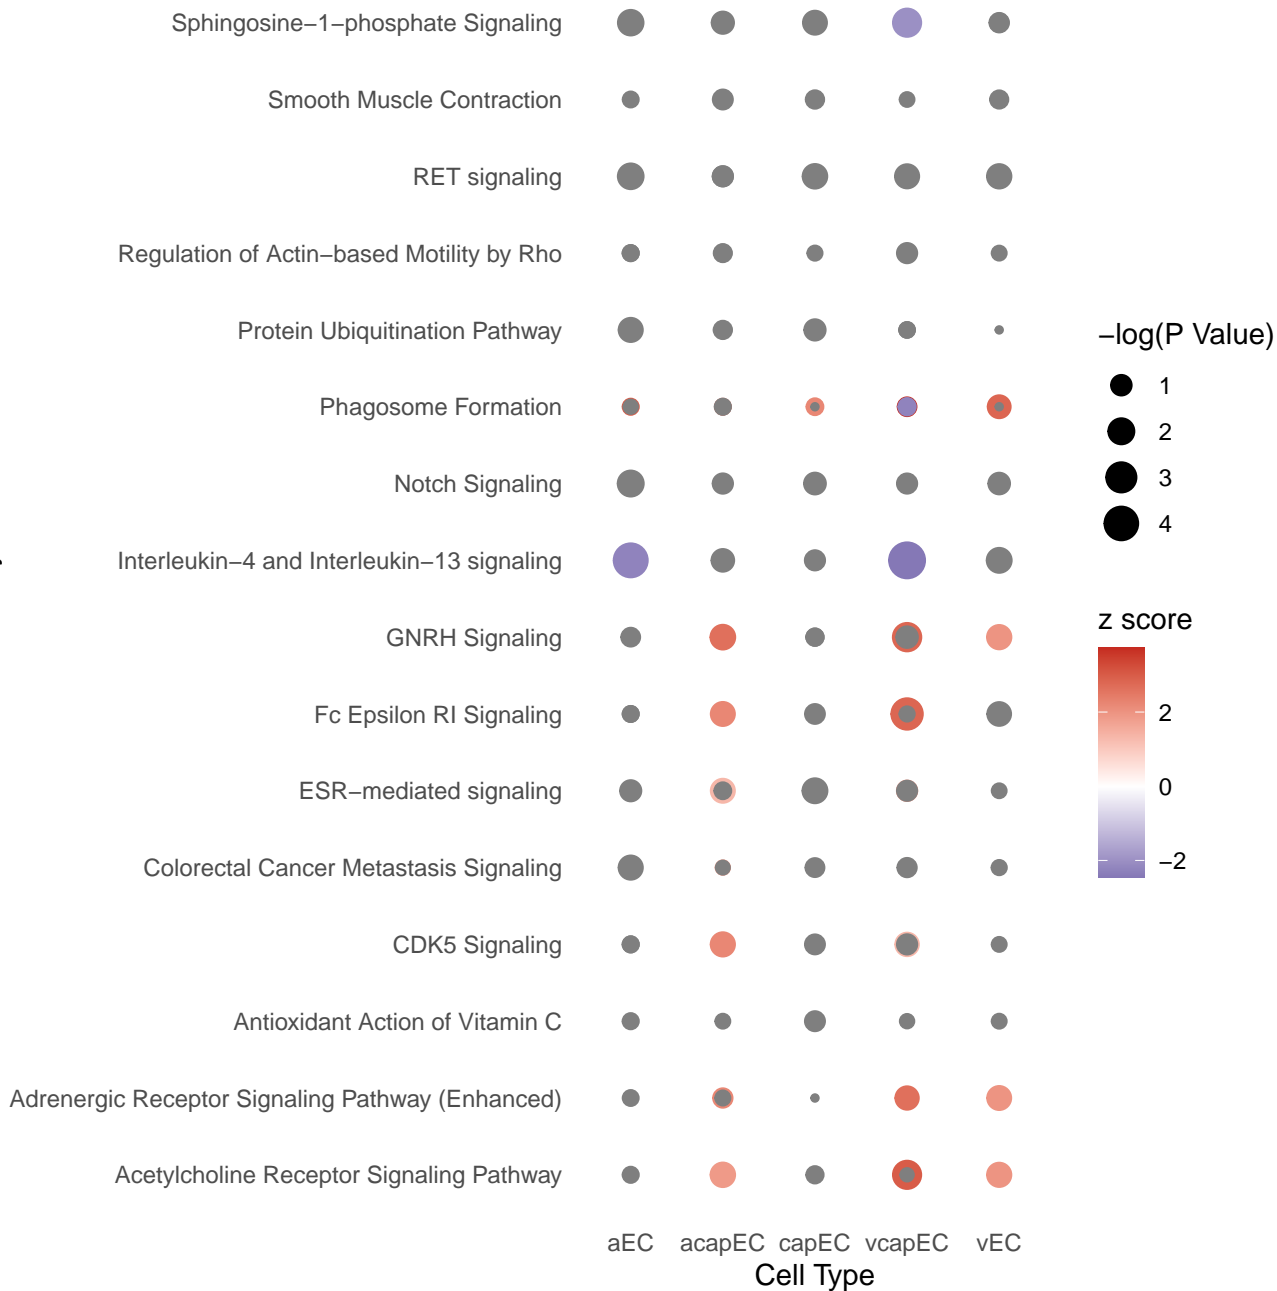 Sphingosine−1−phosphate Signaling
Smooth Muscle Contraction
RET signaling
Regulation of Actin−based Motility by Rho
Protein Ubiquitination Pathway
Phagosome Formation
Notch Signaling
Interleukin−4 and Interleukin−13 signaling
GNRH Signaling
Fc Epsilon RI Signaling
ESR−mediated signaling
Colorectal Cancer Metastasis Signaling
CDK5 Signaling
Antioxidant Action of Vitamin C
Adrenergic Receptor Signaling Pathway (Enhanced)
Acetylcholine Receptor Signaling Pathway
aEC acapEC capEC vcapEC vEC
Cell Type
−log(P Value)
1
2
3
4
z score
2
0
−2